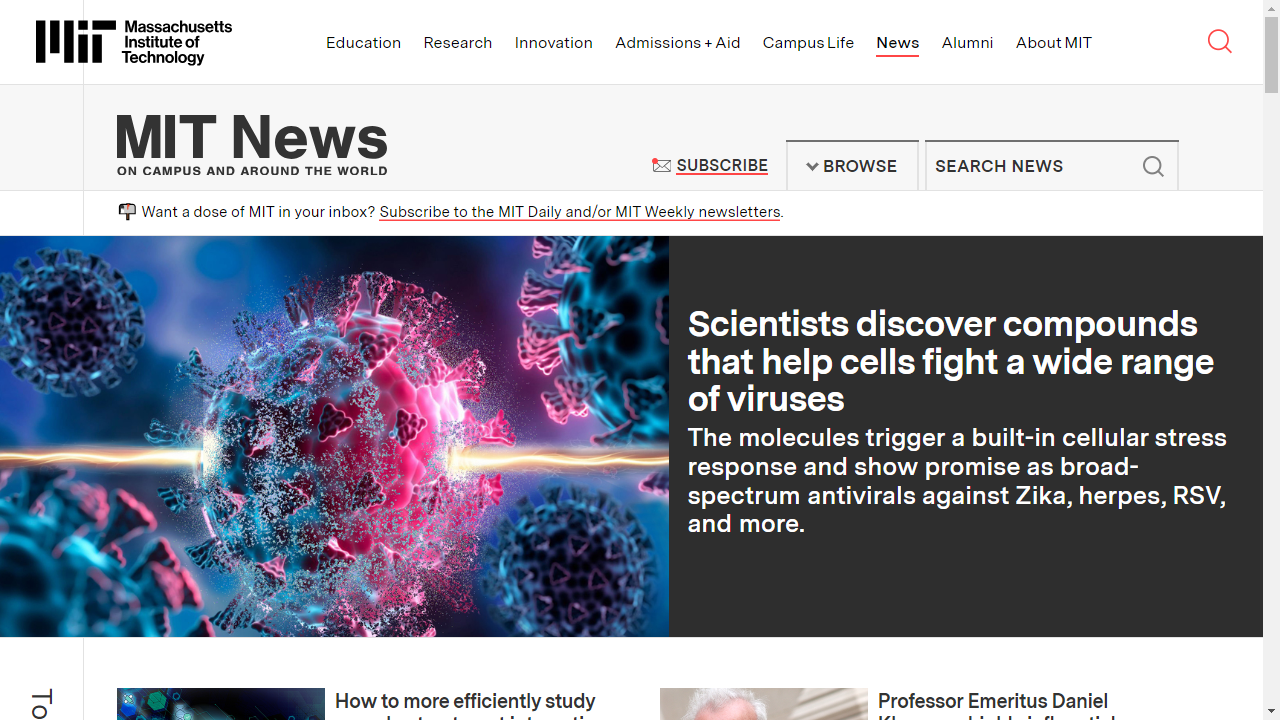 Massachusetts
Institute of
Technology
Education Research Innovation Admissions + Aid Campus Life News Alumni About MIT
MIT News
ON CAMPUS AND AROUND THE WORLD
SUBSCRIBE
BROWSE
SEARCH NEWS
Want a dose of MIT in your inbox? Subscribe to the MIT Daily and/or MIT Weekly newsletters.
Scientists discover compounds
that help cells fight a wide range
of viruses
The molecules trigger a built-in cellular stress
response and show promise as broad-
spectrum antivirals against Zika, herpes, RSV,
and more.
To
How to more efficiently study
Professor Emeritus Daniel